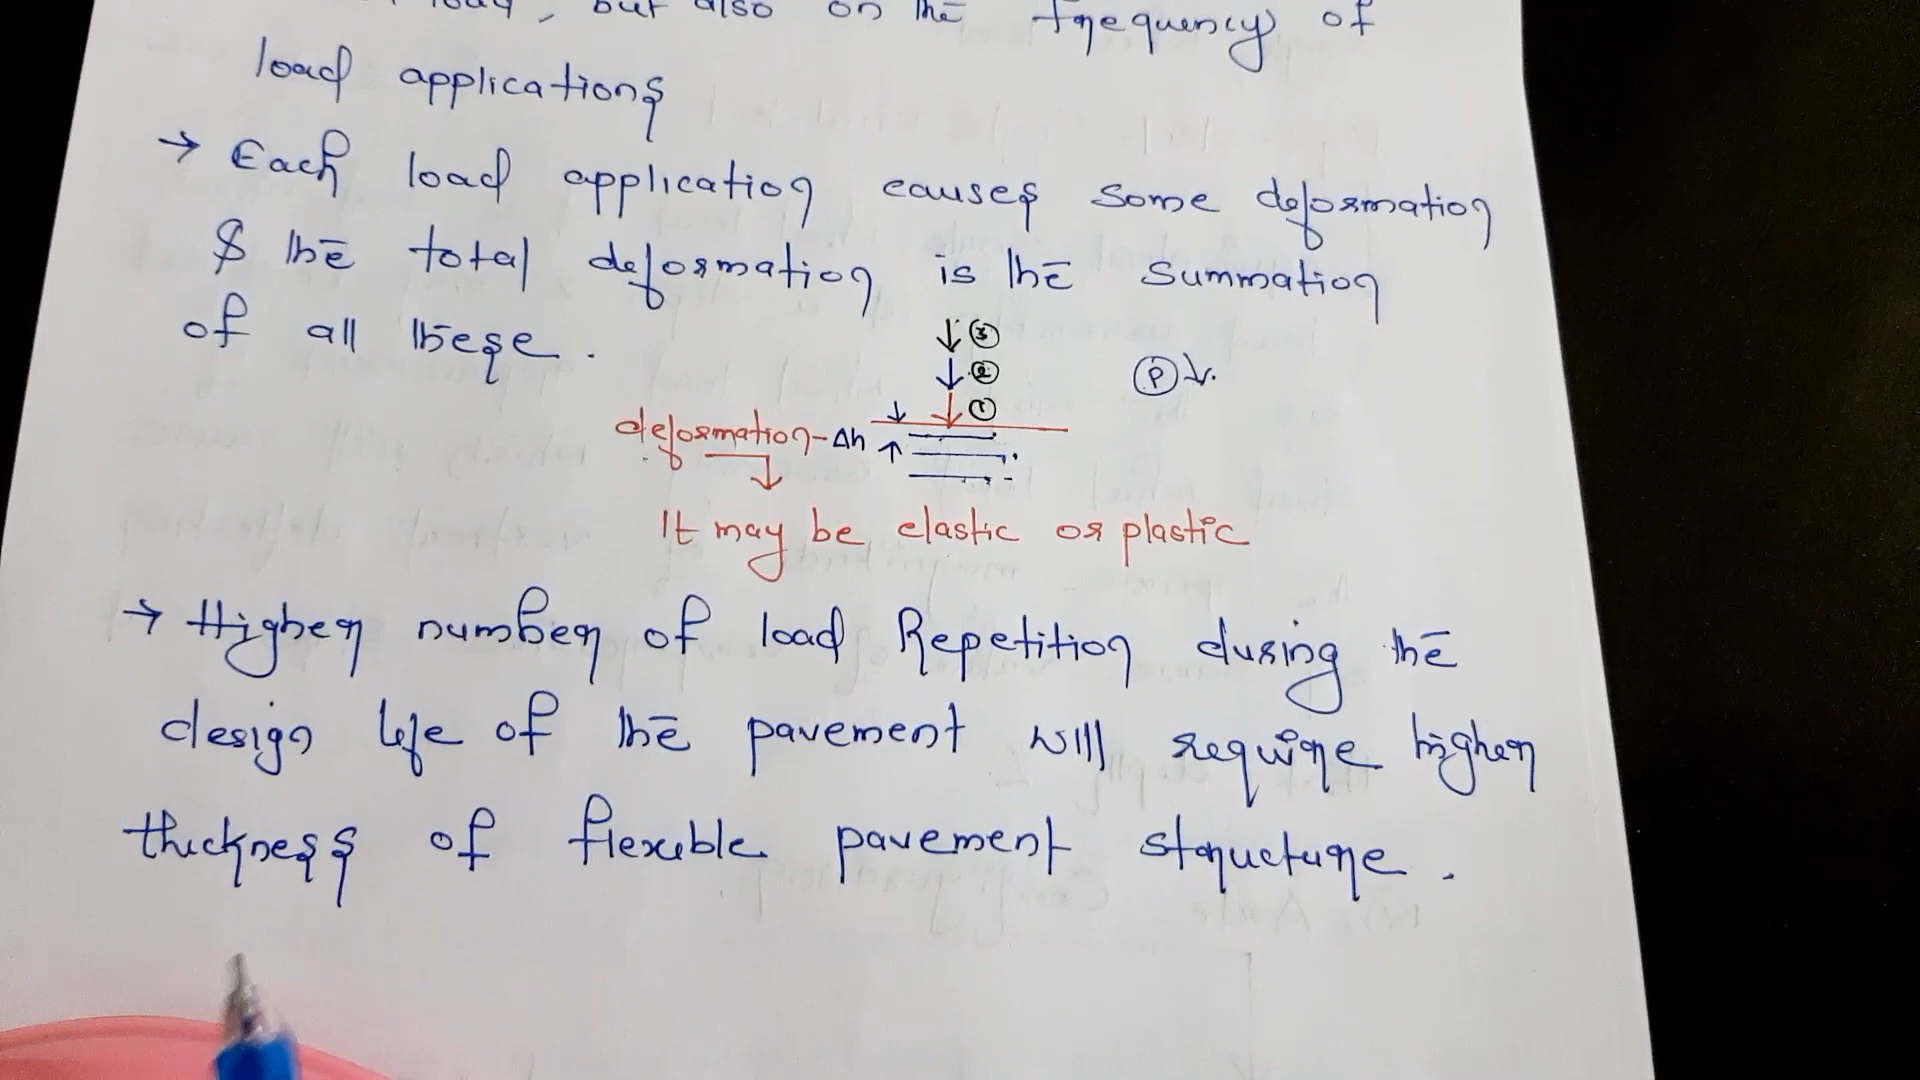 but also on the frequency of
load applications
→ Each load application causes some deformation
& the total deformation is the summation
of all these.
↓ ③
↓ ②
Ⓟ↓.
↓ ①
deformation - Δh
It may be elastic or plastic
→ Higher number of load Repetition during the
design life of the pavement will require higher
thickness of flexible pavement structure.